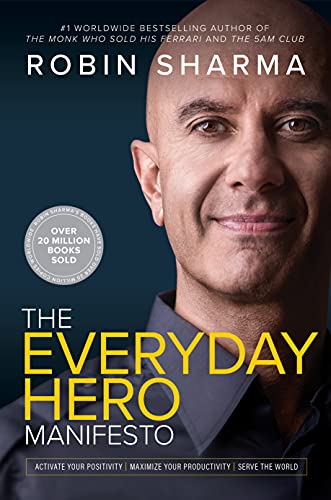 #1 WORLDWIDE BESTSELLING AUTHOR OF
THE MONK WHO SOLD HIS FERRARI AND THE 5AM CLUB
ROBIN SHARMA
OVER
20 MILLION
BOOKS
SOLD
THE
EVERYDAY
HERO
MANIFESTO
ACTIVATE YOUR POSITIVITY | MAXIMIZE YOUR PRODUCTIVITY | SERVE THE WORLD